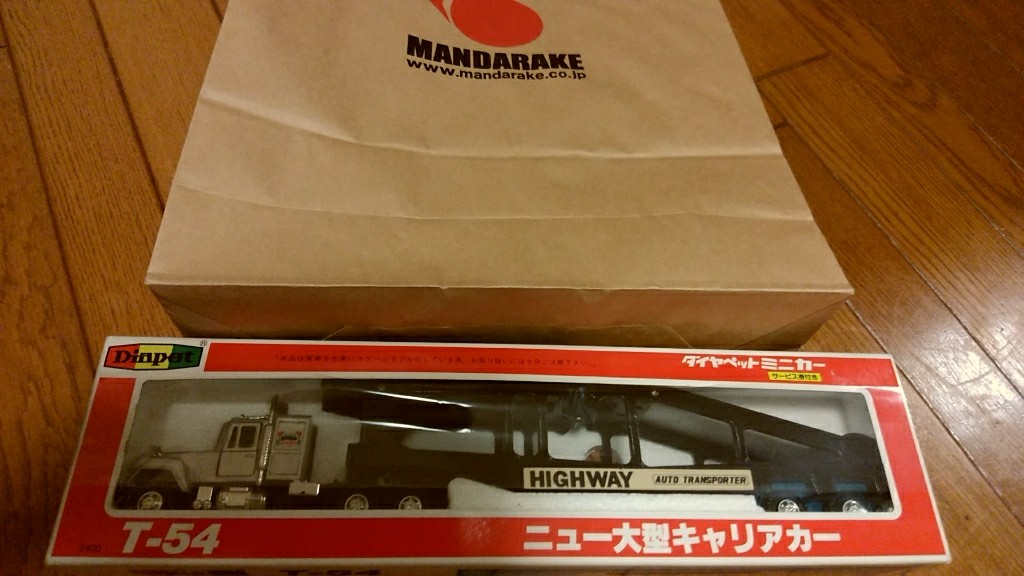 MANDARAKE
www.mandarake.co.jp
Diapet
®
ダイヤペットミニカー
サービス券付き
HIGHWAY
AUTO TRANSPORTER
T-54
ニュー大型キャリアカー